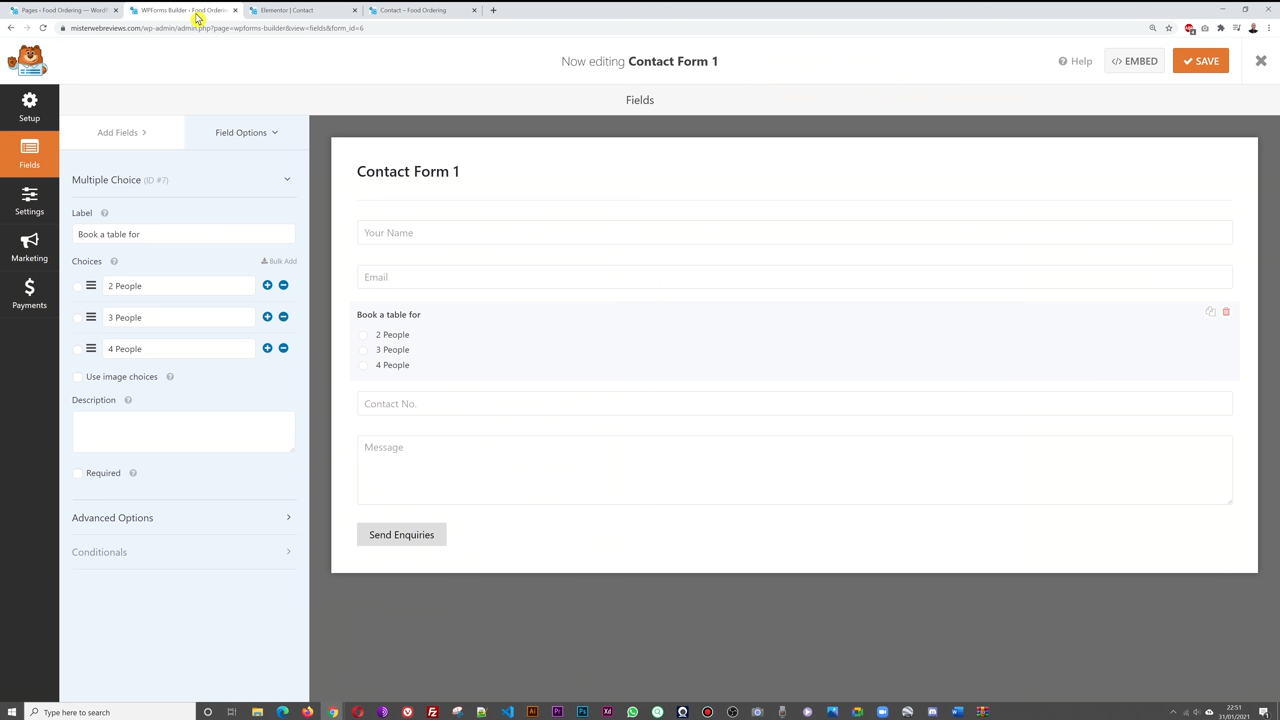 Pages ‹ Food Ordering — Word
WPForms Builder ‹ Food Orderin
Elementor | Contact
Contact – Food Ordering
misterwebreviews.com/wp-admin/admin.php?page=wpforms-builder&view=fields&form_id=6
Now editing Contact Form 1
Help
</> EMBED
SAVE
Setup
Fields
Settings
Marketing
Payments
Fields
Add Fields
Field Options
Multiple Choice (ID #7)
Label
Book a table for
Choices
Bulk Add
2 People
3 People
4 People
Use image choices
Description
Required
Advanced Options
Conditionals
Contact Form 1
Your Name
Email
Book a table for
2 People
3 People
4 People
Contact No.
Message
Send Enquiries
Type here to search
22:51
31/01/2021